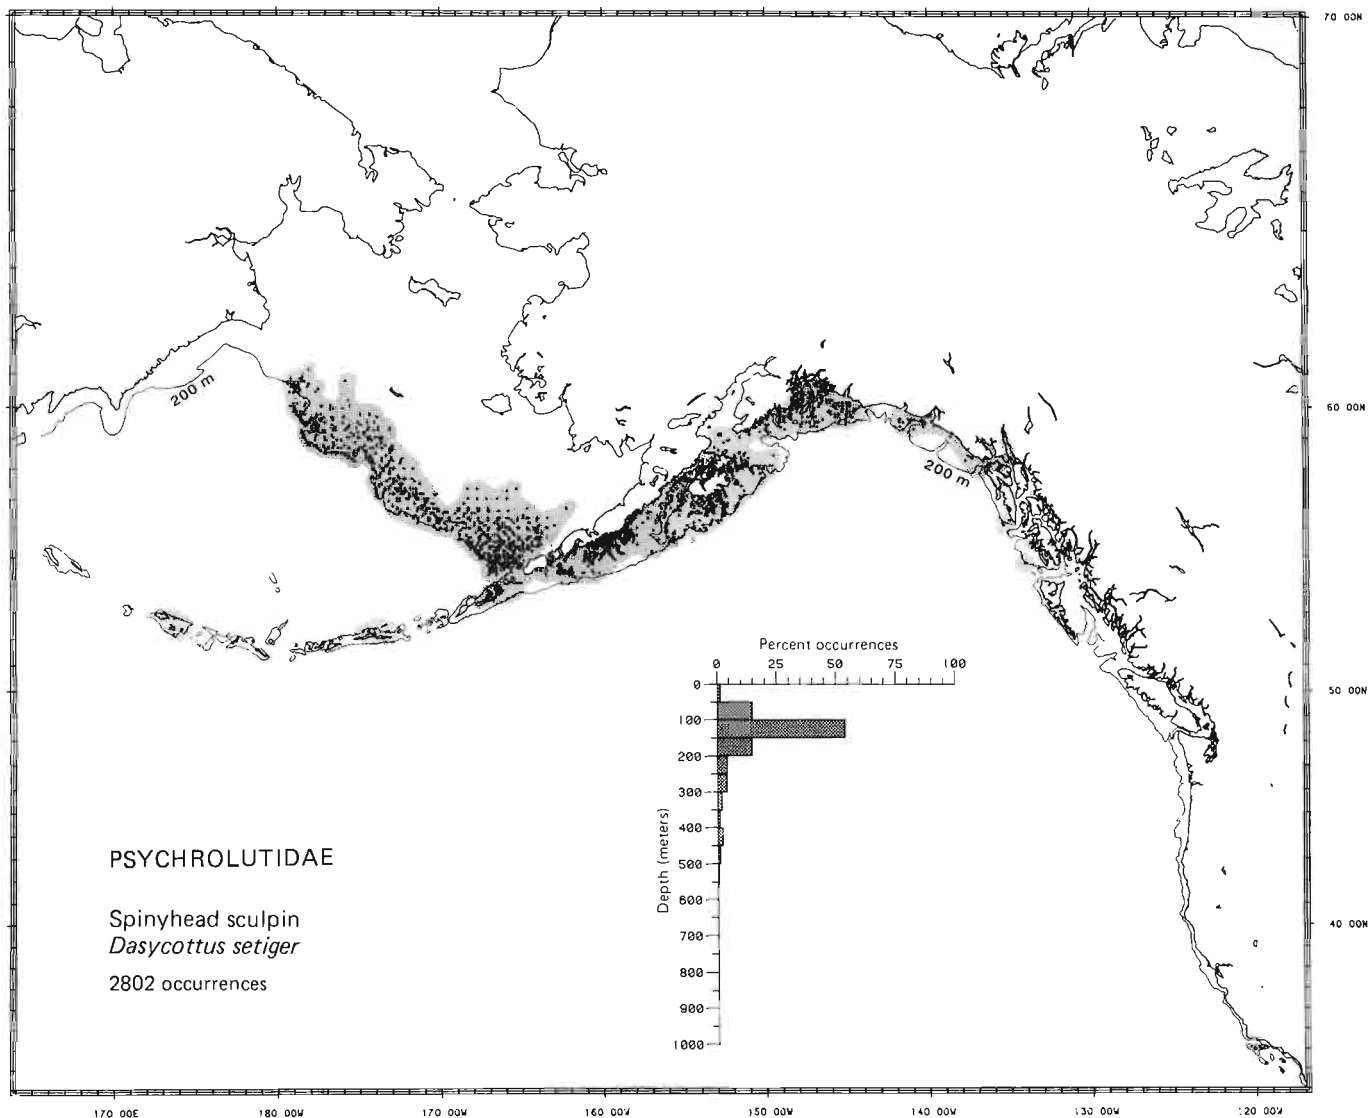 70 00N
200 m
60 00N
200 m
Percent occurrences
0 25 50 75 100
0
50 00N
100
200
300
400
500
600
700
800
900
1000
Depth (meters)
40 00N
PSYCHROLUTIDAE
Spinyhead sculpin
Dasycottus setiger
2802 occurrences
170 00E 180 00W 170 00W 160 00W 150 00W 140 00W 130 00W 120 00W